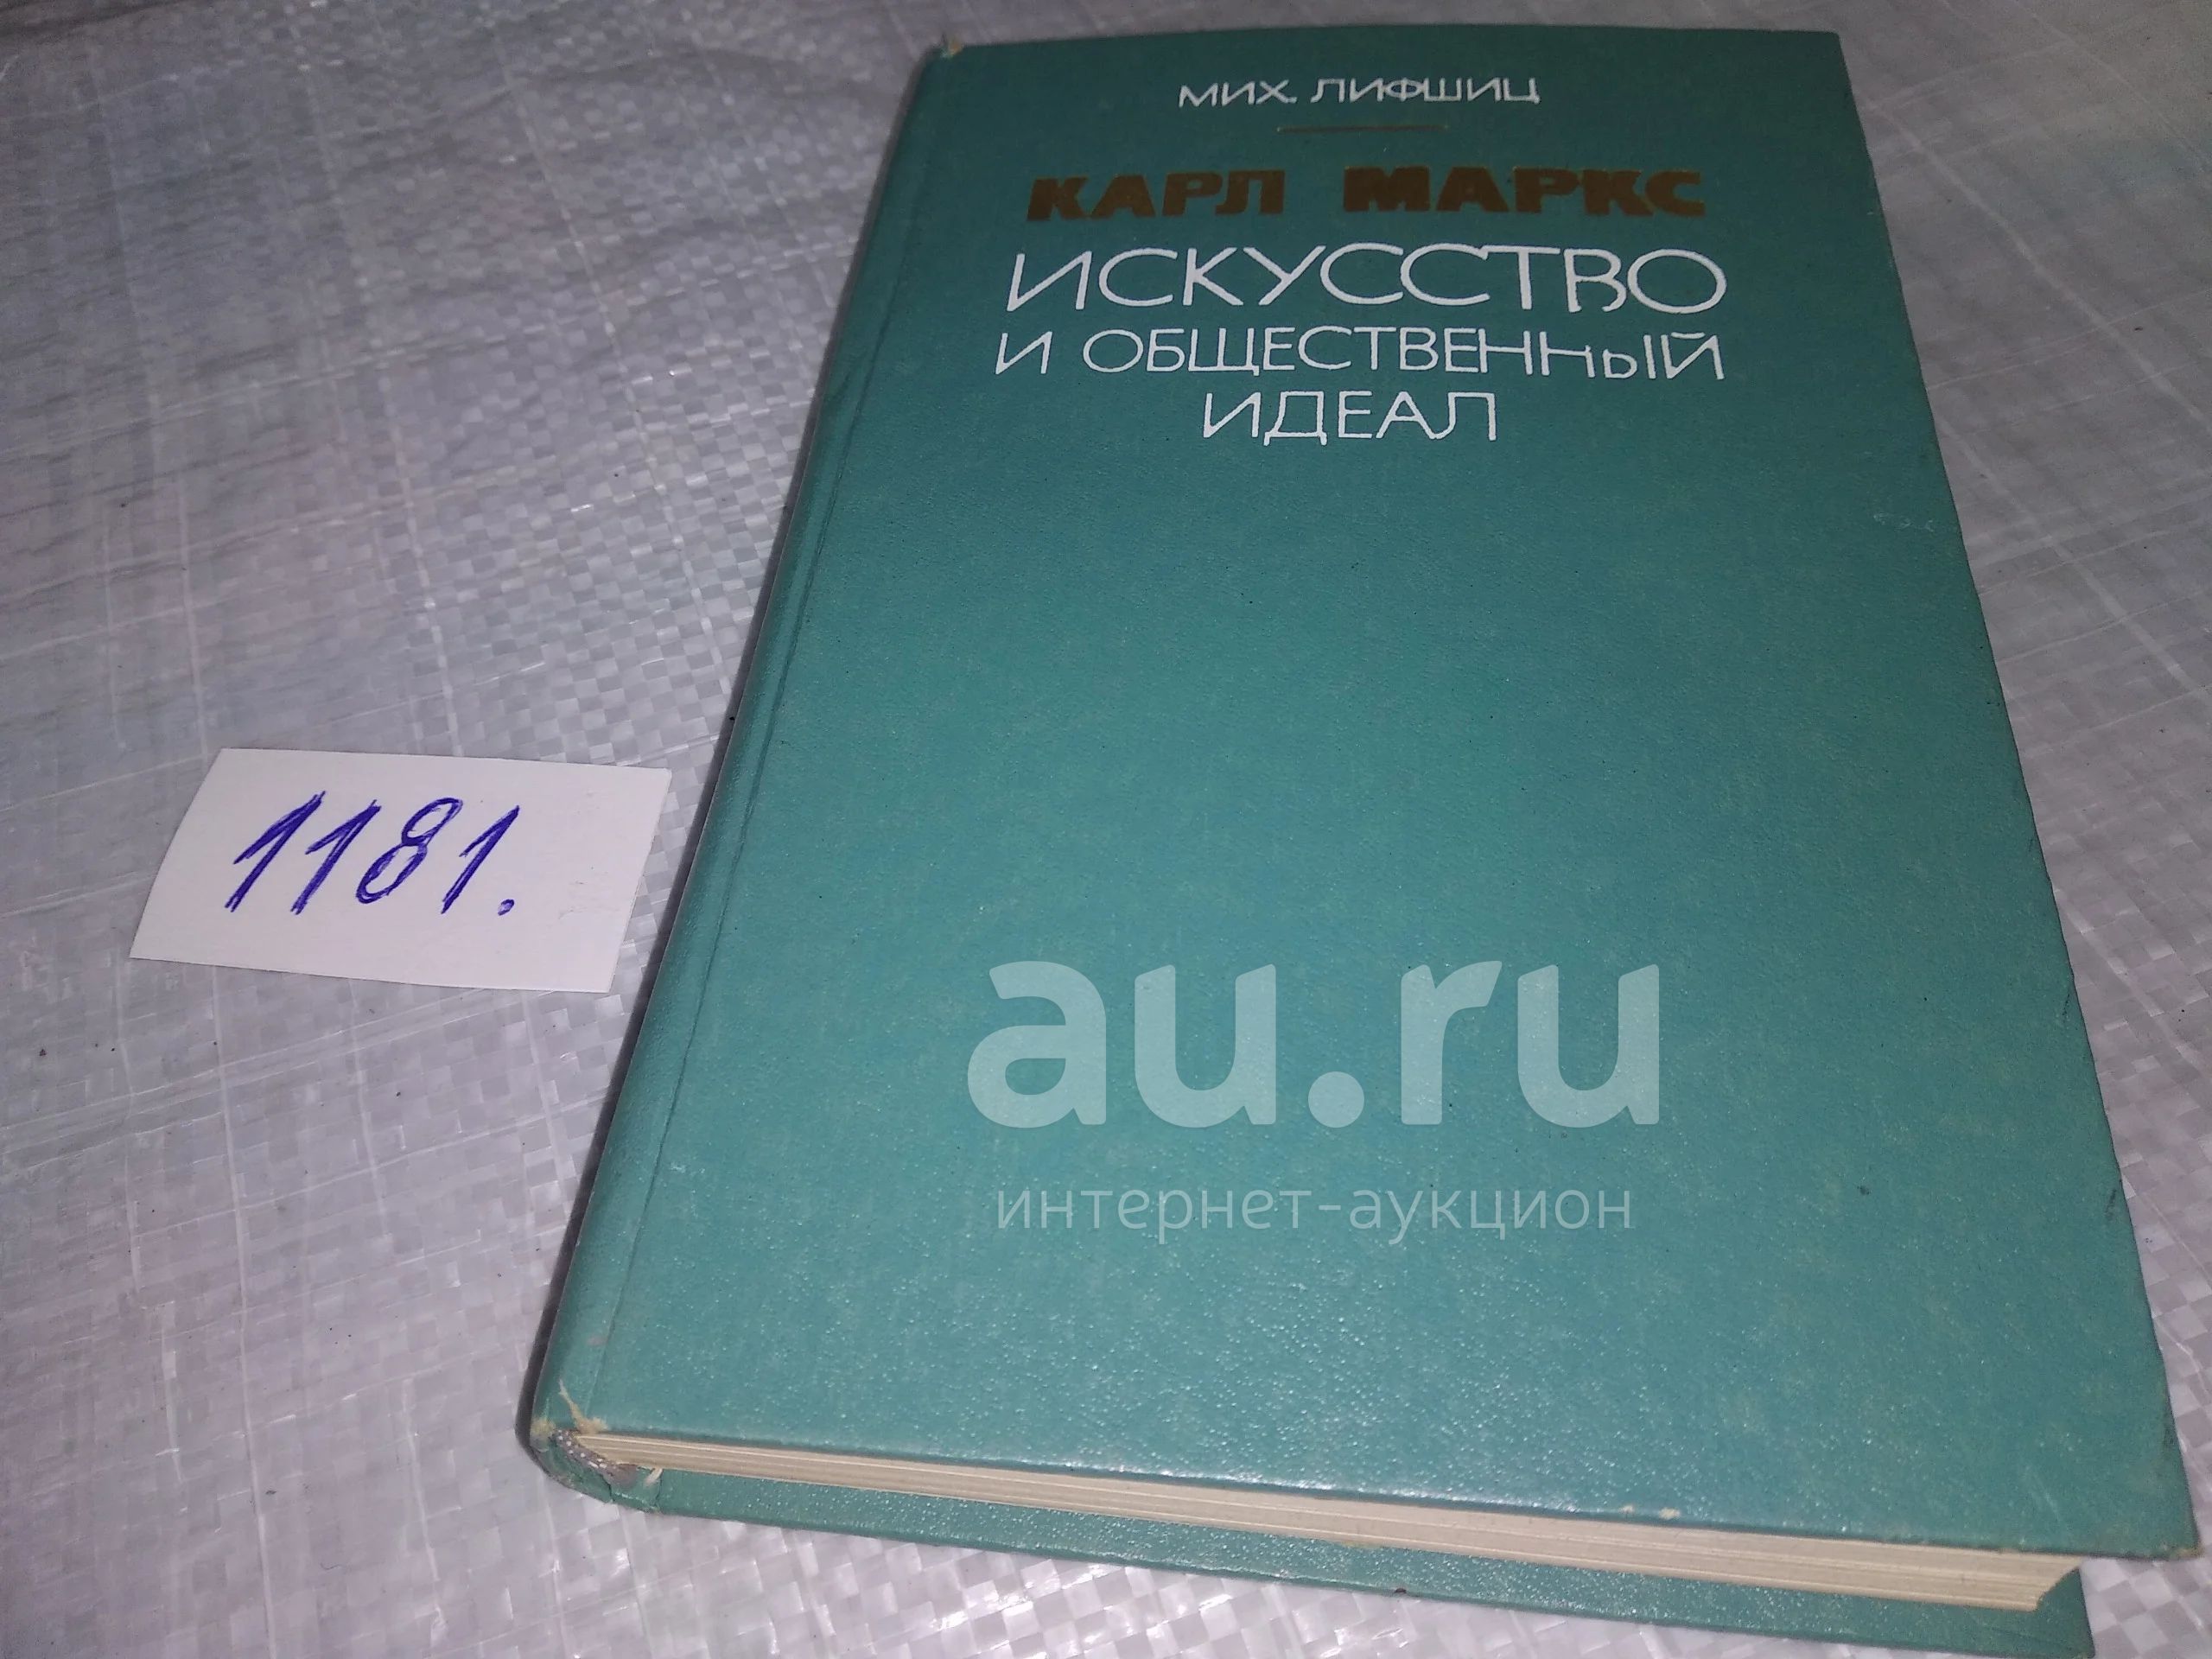 МИХ. ЛИФШИЦ
КАРЛ МАРКС
ИСКУССТВО
И ОБЩЕСТВЕННЫЙ
ИДЕАЛ
1181.
au.ru
интернет-аукцион